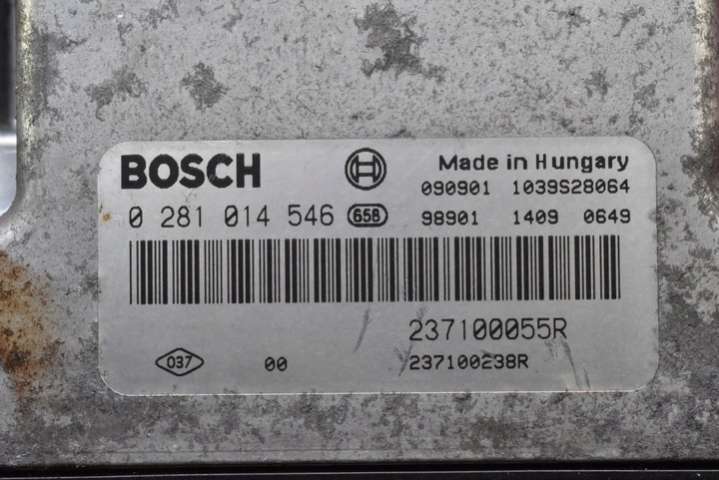 BOSCH Made in Hungary
090901 1039S28064
0 281 014 546 658 98901 1409 0649
237100055R
037 00 237100238R